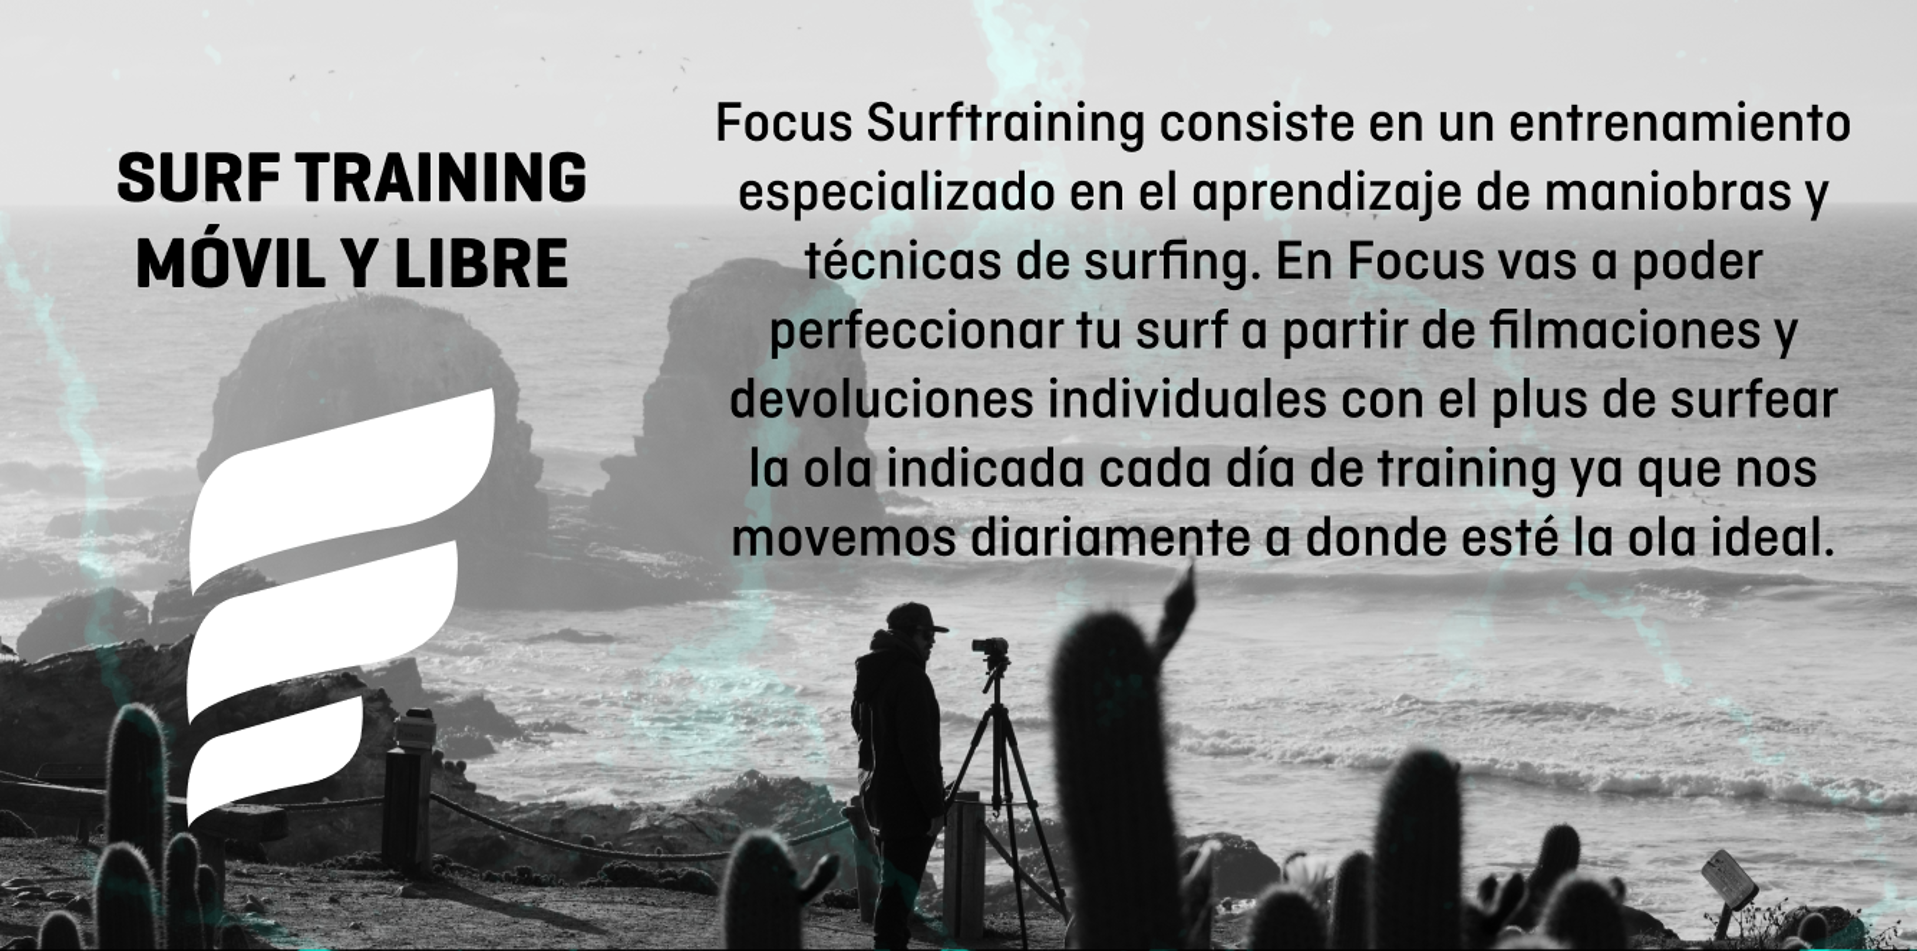 SURF TRAINING
MÓVIL Y LIBRE
Focus Surftraining consiste en un entrenamiento
especializado en el aprendizaje de maniobras y
técnicas de surfing. En Focus vas a poder
perfeccionar tu surf a partir de filmaciones y
devoluciones individuales con el plus de surfear
la ola indicada cada día de training ya que nos
movemos diariamente a donde esté la ola ideal.